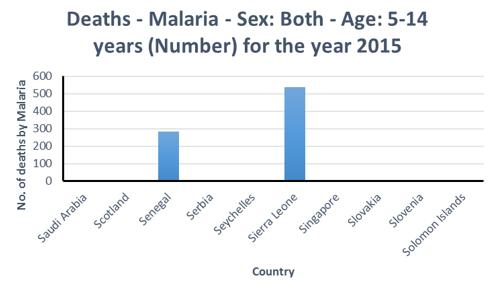 Deaths - Malaria - Sex: Both - Age: 5-14
years (Number) for the year 2015
No. of deaths by Malaria
600
500
400
300
200
100
0
Saudi Arabia
Scotland
Senegal
Serbia
Seychelles
Sierra Leone
Singapore
Slovakia
Slovenia
Solomon Islands
Country